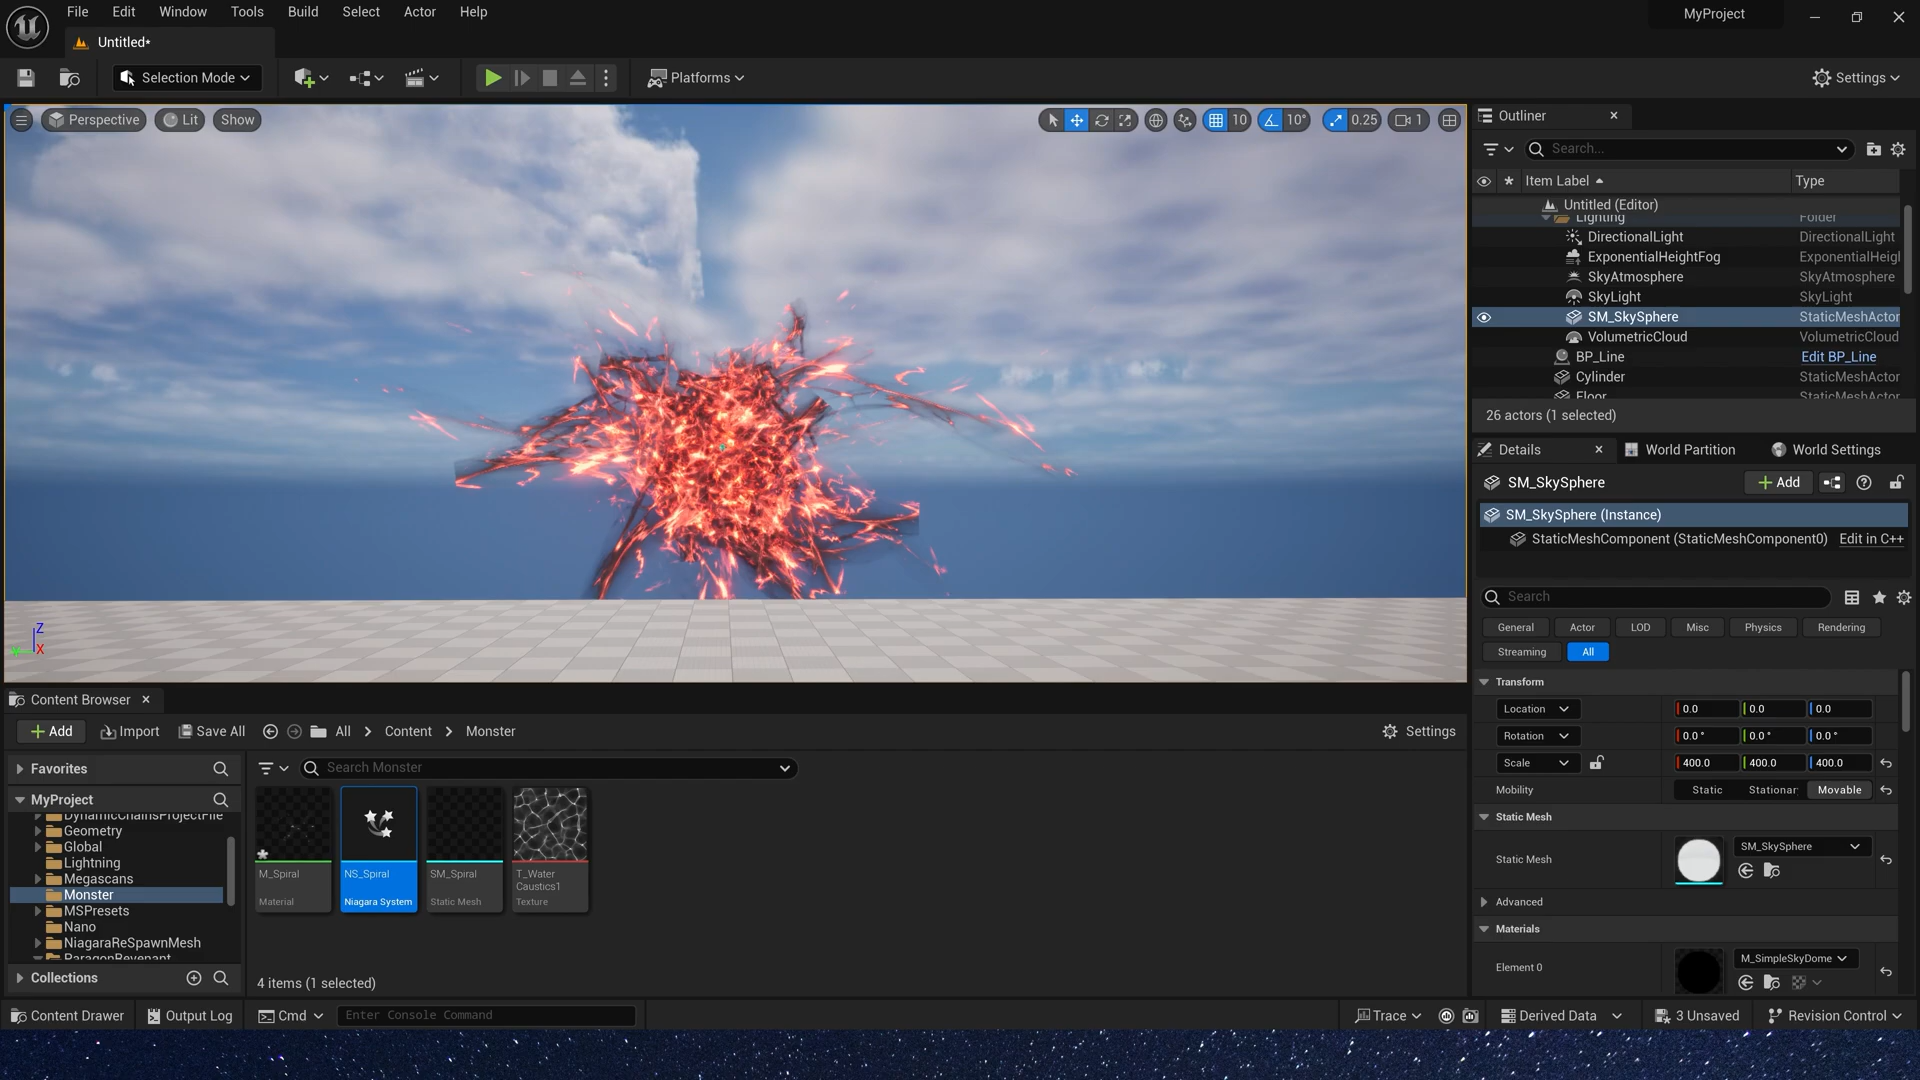 File Edit Window Tools Build Select Actor Help
MyProject
Untitled*
Selection Mode
Platforms
Settings
Perspective
Lit
Show
10
10°
0.25
1
Outliner
Search...
Item Label
Type
Untitled (Editor)
Lighting Folder
DirectionalLight DirectionalLight
ExponentialHeightFog ExponentialHeigl
SkyAtmosphere SkyAtmosphere
SkyLight SkyLight
SM_SkySphere StaticMeshActor
VolumetricCloud VolumetricCloud
BP_Line Edit BP_Line
Cylinder StaticMeshActor
Floor StaticMeshActor
26 actors (1 selected)
Details
World Partition
World Settings
SM_SkySphere
Add
SM_SkySphere (Instance)
StaticMeshComponent (StaticMeshComponent0) Edit in C++
Search
General Actor LOD Misc Physics Rendering
Streaming All
Transform
Location 0.0 0.0 0.0
Rotation 0.0° 0.0° 0.0°
Scale 400.0 400.0 400.0
Mobility Static Stationar Movable
Static Mesh
Static Mesh SM_SkySphere
Advanced
Materials
Element 0 M_SimpleSkyDome
Z
X
Content Browser
Add
Import
Save All
All
Content
Monster
Settings
Favorites
MyProject
DynamicChainsProjectFile
Geometry
Global
Lightning
Megascans
Monster
MSPresets
Nano
NiagaraReSpawnMesh
ParagonRevenant
Collections
Search Monster
M_Spiral
Material
NS_Spiral
Niagara System
SM_Spiral
Static Mesh
T_Water
Caustics1
Texture
4 items (1 selected)
Content Drawer
Output Log
Cmd
Enter Console Command
Trace
Derived Data
3 Unsaved
Revision Control